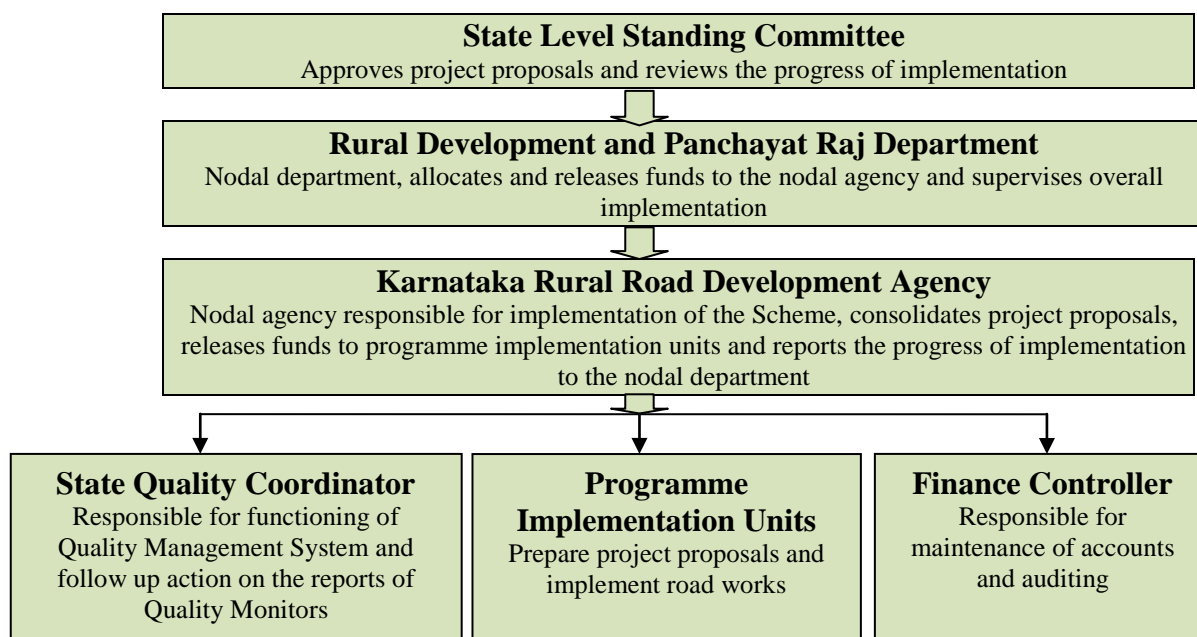 State Level Standing Committee
Approves project proposals and reviews the progress of implementation
Rural Development and Panchayat Raj Department
Nodal department, allocates and releases funds to the nodal agency and supervises overall
implementation
Karnataka Rural Road Development Agency
Nodal agency responsible for implementation of the Scheme, consolidates project proposals,
releases funds to programme implementation units and reports the progress of implementation
to the nodal department
State Quality Coordinator
Responsible for functioning of
Quality Management System and
follow up action on the reports of
Quality Monitors
Programme
Implementation Units
Prepare project proposals and
implement road works
Finance Controller
Responsible for
maintenance of accounts
and auditing